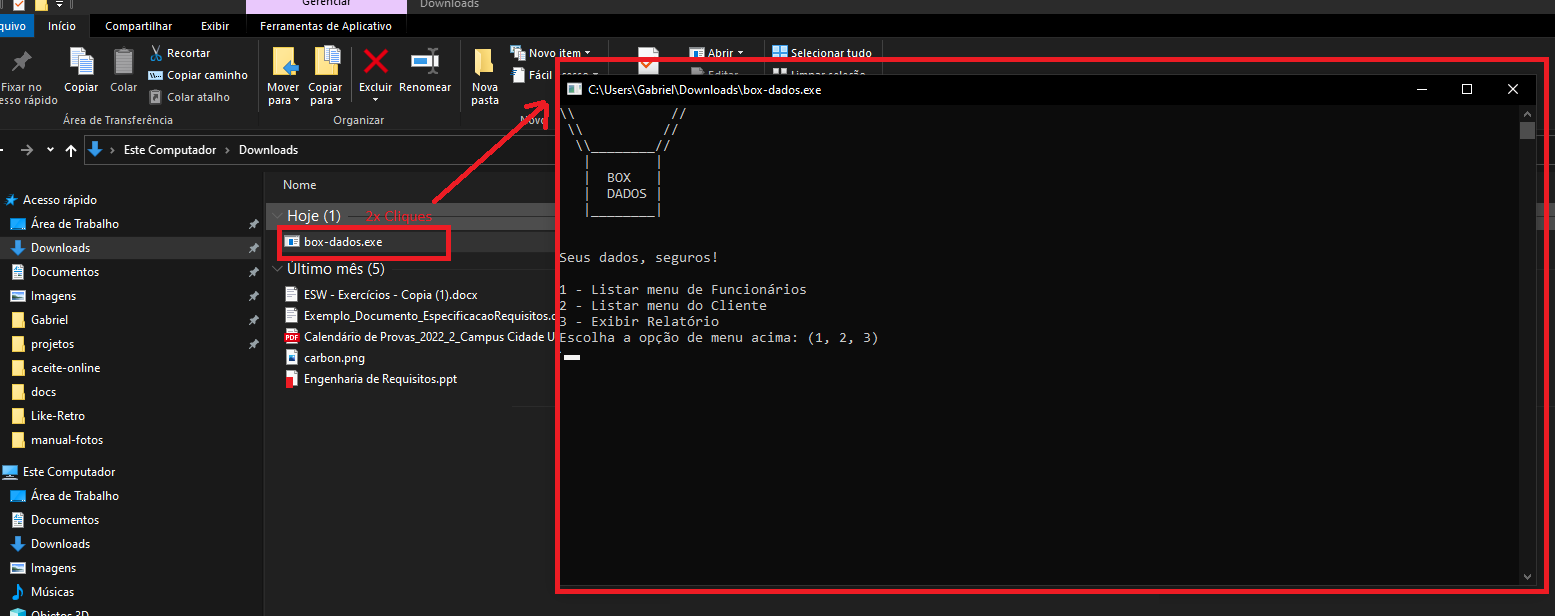 Gerenciar
Downloads
quivo
Início
Compartilhar
Exibir
Ferramentas de Aplicativo
Fixar no
esso rápido
Copiar
Colar
Recortar
Copiar caminho
Colar atalho
Área de Transferência
Mover
para
Copiar
para
Excluir
Renomear
Organizar
Nova
pasta
Novo item
Fácil
Novo
Abrir
Editar
Selecionar tudo
Limpar seleção
Este Computador
Downloads
Acesso rápido
Área de Trabalho
Downloads
Documentos
Imagens
Gabriel
projetos
aceite-online
docs
Like-Retro
manual-fotos
Este Computador
Área de Trabalho
Documentos
Downloads
Imagens
Músicas
Objetos 3D
Nome
Hoje (1)
2x Cliques
box-dados.exe
Último mês (5)
ESW - Exercícios - Copia (1).docx
Exemplo_Documento_EspecificacaoRequisitos.c
Calendário de Provas_2022_2_Campus Cidade U
carbon.png
Engenharia de Requisitos.ppt
C:\Users\Gabriel\Downloads\box-dados.exe
\\            //
\\          //
\\________//
|        |
|  BOX   |
|  DADOS |
|________|
Seus dados, seguros!
1 - Listar menu de Funcionários
2 - Listar menu do Cliente
3 - Exibir Relatório
Escolha a opção de menu acima: (1, 2, 3)